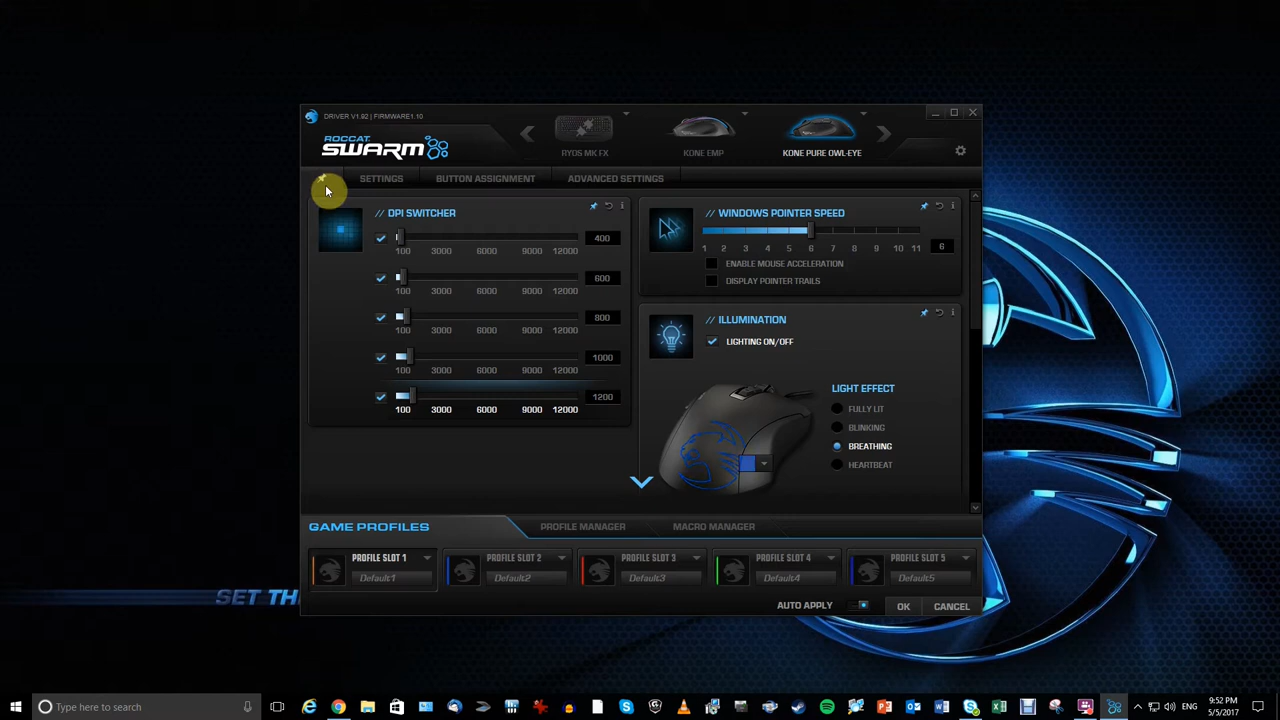 DRIVER V1.92 | FIRMWARE1.10
ROCCAT
SWARM
RYOS MK FX
KONE EMP
KONE PURE OWL-EYE
SETTINGS
BUTTON ASSIGNMENT
ADVANCED SETTINGS
// DPI SWITCHER
400
100 3000 6000 9000 12000
600
100 3000 6000 9000 12000
800
100 3000 6000 9000 12000
1000
100 3000 6000 9000 12000
1200
100 3000 6000 9000 12000
// WINDOWS POINTER SPEED
1 2 3 4 5 6 7 8 9 10 11
6
ENABLE MOUSE ACCELERATION
DISPLAY POINTER TRAILS
// ILLUMINATION
LIGHTING ON/OFF
LIGHT EFFECT
FULLY LIT
BLINKING
BREATHING
HEARTBEAT
GAME PROFILES
PROFILE MANAGER
MACRO MANAGER
PROFILE SLOT 1
Default1
PROFILE SLOT 2
Default2
PROFILE SLOT 3
Default3
PROFILE SLOT 4
Default4
PROFILE SLOT 5
Default5
AUTO APPLY
OK
CANCEL
SET TH
Type here to search
ENG
9:52 PM
5/5/2017